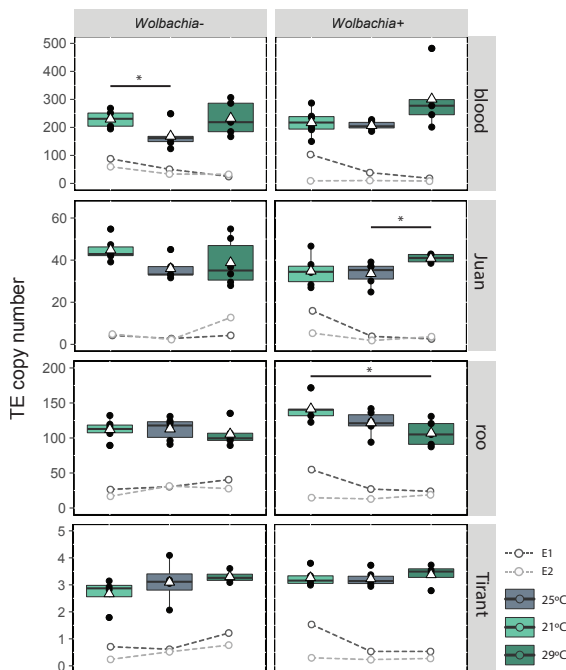 Wolbachia- Wolbachia+
TE copy number
500
400
300
200
100
0
*
blood
60
40
20
0
*
Juan
200
150
100
50
0
*
roo
5
4
3
2
1
0
Tirant
E1
E2
25ºC
21ºC
29ºC